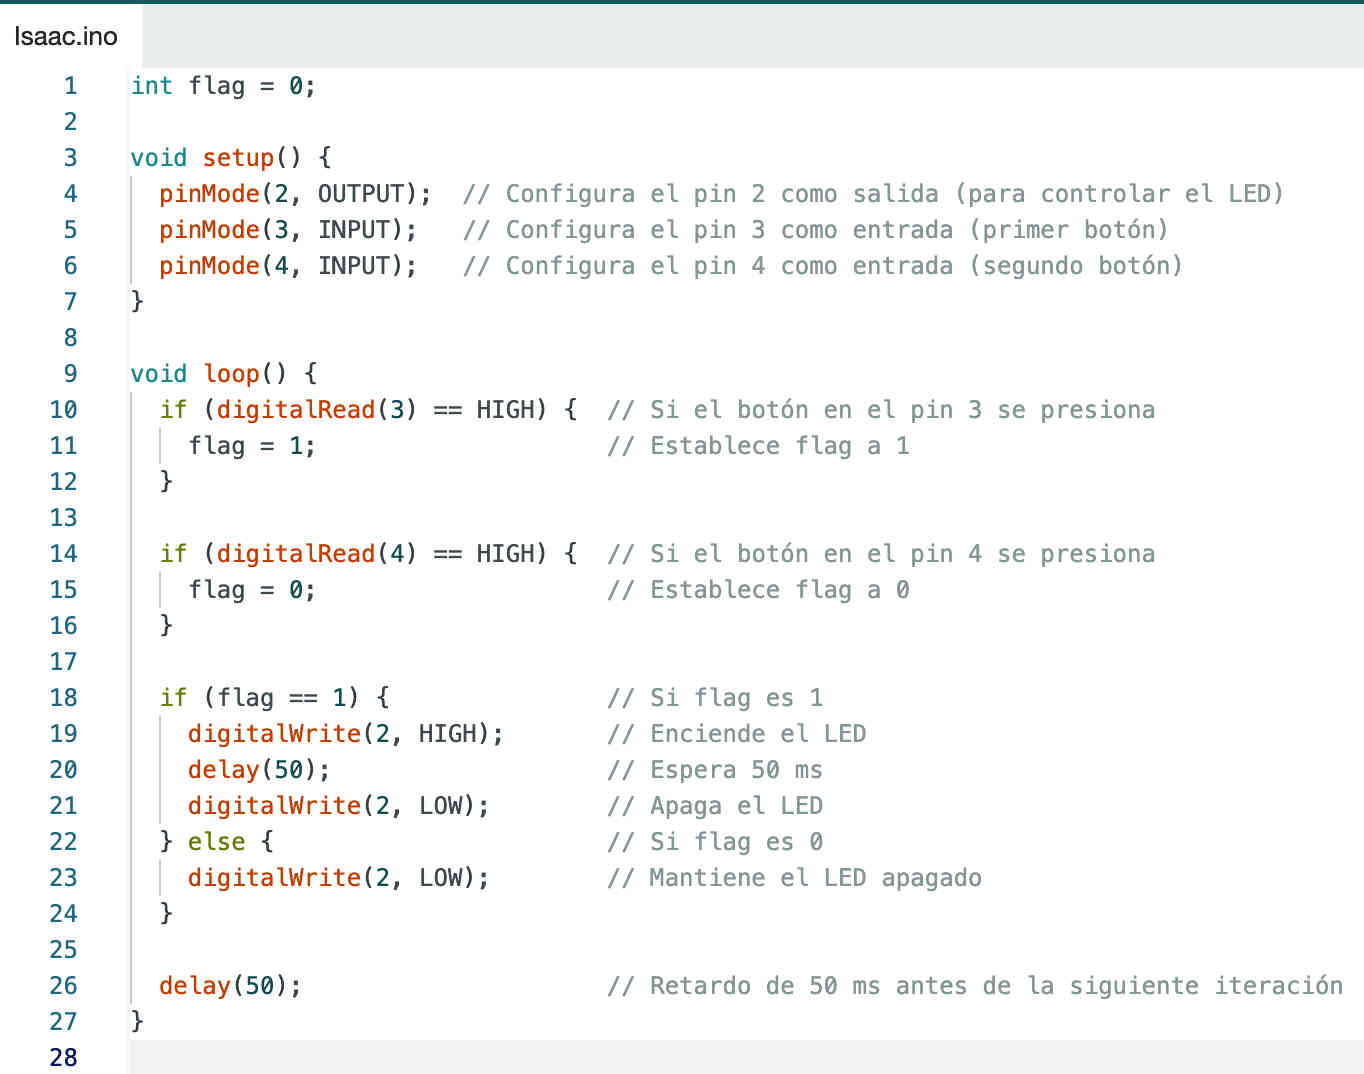 Isaac.ino
1 int flag = 0;
2
3 void setup() {
4   pinMode(2, OUTPUT);  // Configura el pin 2 como salida (para controlar el LED)
5   pinMode(3, INPUT);   // Configura el pin 3 como entrada (primer botón)
6   pinMode(4, INPUT);   // Configura el pin 4 como entrada (segundo botón)
7 }
8
9 void loop() {
10   if (digitalRead(3) == HIGH) {  // Si el botón en el pin 3 se presiona
11     flag = 1;                    // Establece flag a 1
12   }
13
14   if (digitalRead(4) == HIGH) {  // Si el botón en el pin 4 se presiona
15     flag = 0;                    // Establece flag a 0
16   }
17
18   if (flag == 1) {               // Si flag es 1
19     digitalWrite(2, HIGH);       // Enciende el LED
20     delay(50);                   // Espera 50 ms
21     digitalWrite(2, LOW);        // Apaga el LED
22   } else {                       // Si flag es 0
23     digitalWrite(2, LOW);        // Mantiene el LED apagado
24   }
25
26   delay(50);                     // Retardo de 50 ms antes de la siguiente iteración
27 }
28